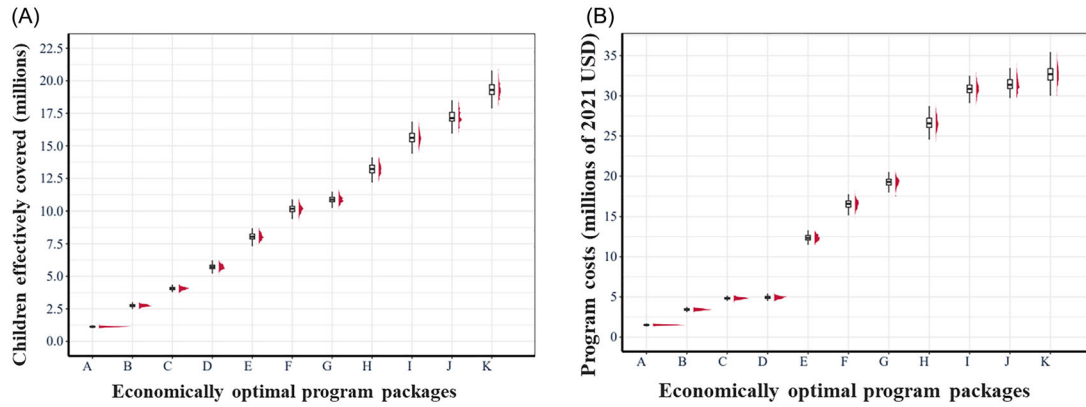 (A)
Children effectively covered (millions)
22.5
20.0
17.5
15.0
12.5
10.0
7.5
5.0
2.5
0.0
A B C D E F G H I J K
Economically optimal program packages
(B)
Program costs (millions of 2021 USD)
35
30
25
20
15
10
5
0
A B C D E F G H I J K
Economically optimal program packages